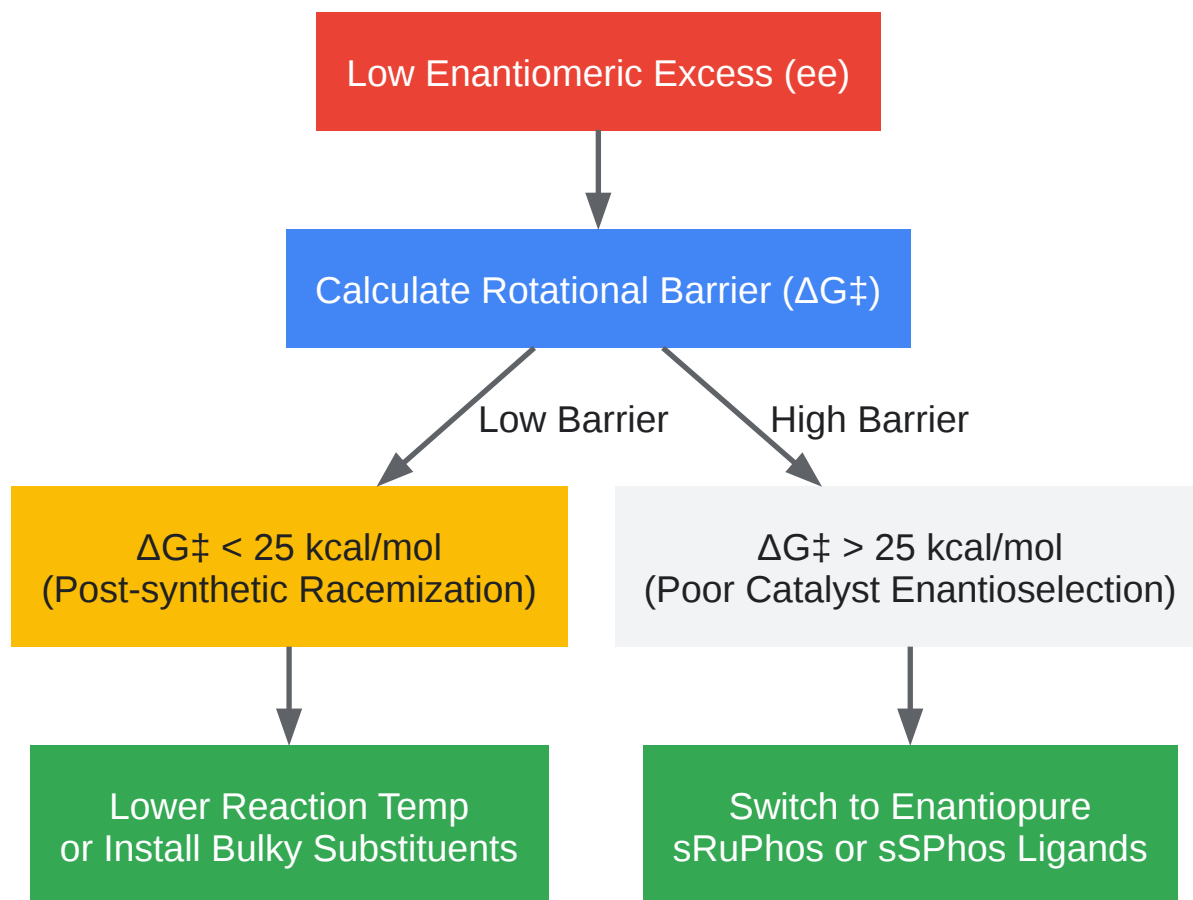 Low Enantiomeric Excess (ee)
Calculate Rotational Barrier (ΔG‡)
Low Barrier
High Barrier
ΔG‡ < 25 kcal/mol
(Post-synthetic Racemization)
ΔG‡ > 25 kcal/mol
(Poor Catalyst Enantioselection)
Lower Reaction Temp
or Install Bulky Substituents
Switch to Enantiopure
sRuPhos or sSPhos Ligands